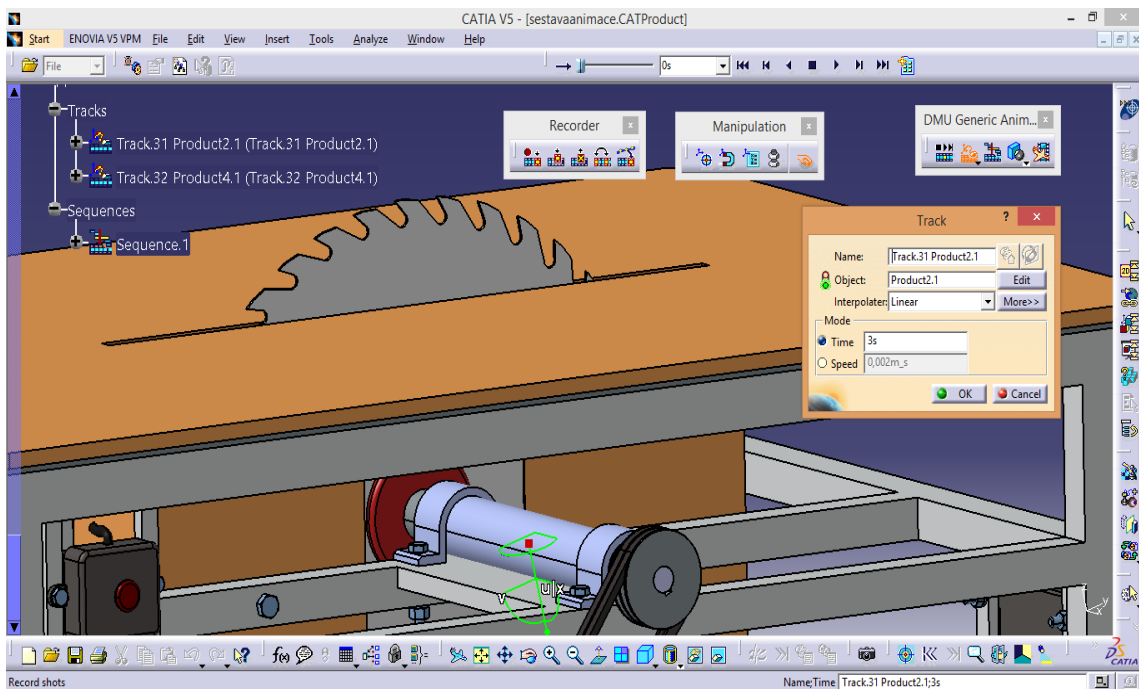 CATIA V5 - [sestavaanimace.CATProduct]
Start ENOVIA V5 VPM File Edit View Insert Tools Analyze Window Help
File
0s
Tracks
Track.31 Product2.1 (Track.31 Product2.1)
Track.32 Product4.1 (Track.32 Product4.1)
Sequences
Sequence.1
Recorder x
Manipulation x
DMU Generic Anim... x
Track ? x
Name: Track.31 Product2.1
Object: Product2.1 Edit
Interpolater: Linear More>>
Mode
Time 3s
Speed 0,002m_s
OK Cancel
v u|x
z y x
2D
f(x)
CATIA
Record shots Name;Time Track.31 Product2.1;3s